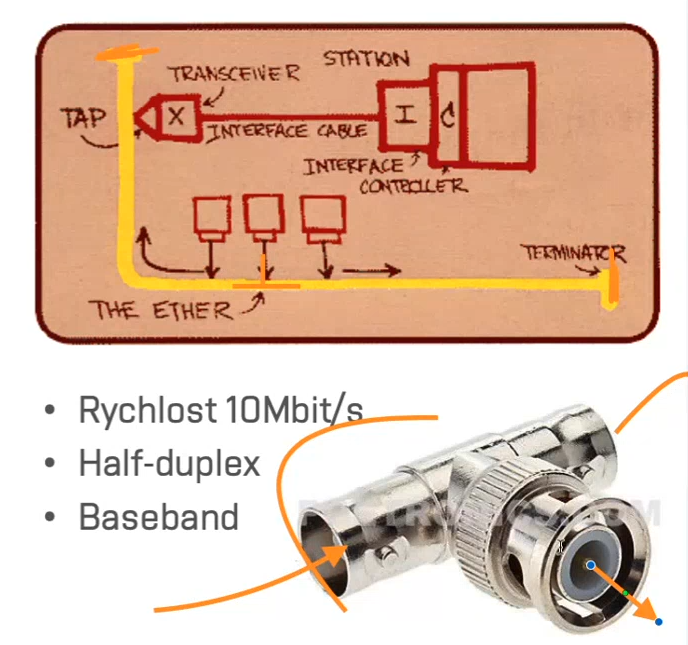 STATION
TRANSCEIVER
TAP
X
I
C
INTERFACE CABLE
INTERFACE
CONTROLLER
TERMINATOR
THE ETHER
• Rychlost 10Mbit/s
• Half-duplex
• Baseband